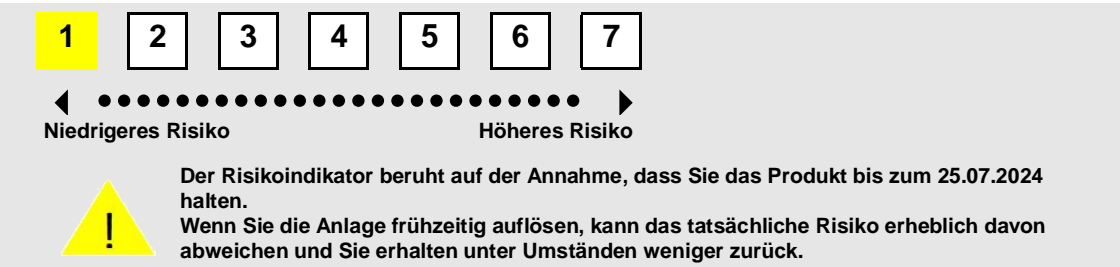 1 2 3 4 5 6 7
Niedrigeres Risiko Höheres Risiko
Der Risikoindikator beruht auf der Annahme, dass Sie das Produkt bis zum 25.07.2024
halten.
Wenn Sie die Anlage frühzeitig auflösen, kann das tatsächliche Risiko erheblich davon
! abweichen und Sie erhalten unter Umständen weniger zurück.